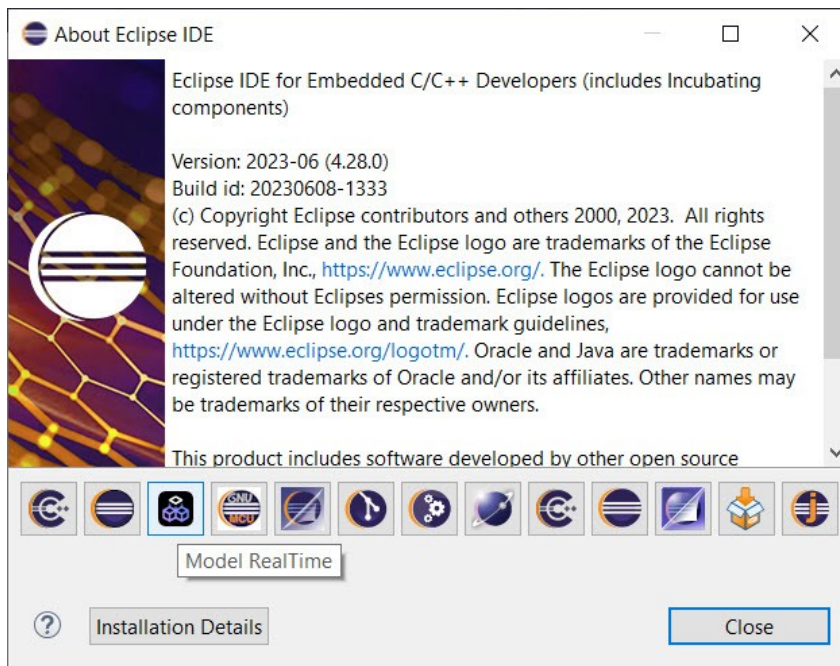 About Eclipse IDE
Eclipse IDE for Embedded C/C++ Developers (includes Incubating
components)
Version: 2023-06 (4.28.0)
Build id: 20230608-1333
(c) Copyright Eclipse contributors and others 2000, 2023.  All rights
reserved. Eclipse and the Eclipse logo are trademarks of the Eclipse
Foundation, Inc., https://www.eclipse.org/. The Eclipse logo cannot be
altered without Eclipses permission. Eclipse logos are provided for use
under the Eclipse logo and trademark guidelines,
https://www.eclipse.org/logotm/. Oracle and Java are trademarks or
registered trademarks of Oracle and/or its affiliates. Other names may
be trademarks of their respective owners.
This product includes software developed by other open source
C++ GNU MCU C++ j
Model RealTime
? Installation Details Close